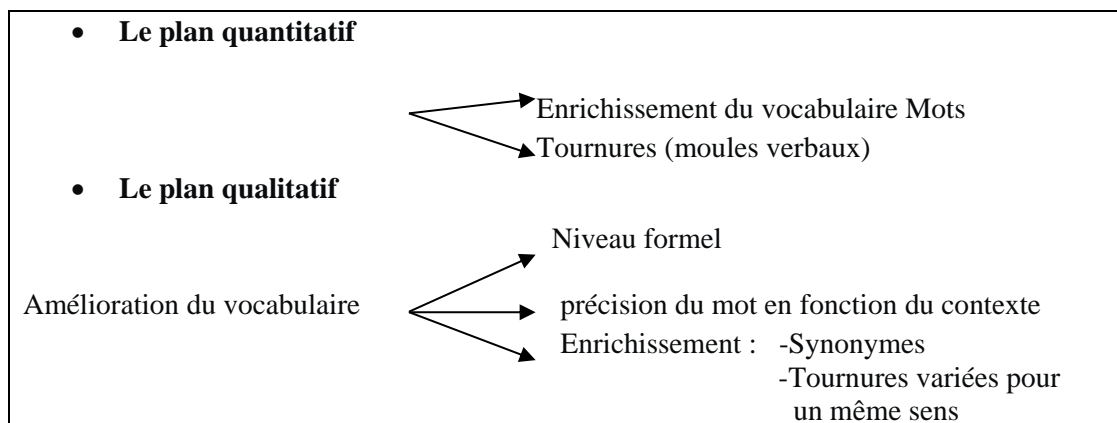 • Le plan quantitatif
Enrichissement du vocabulaire Mots
Tournures (moules verbaux)
• Le plan qualitatif
Niveau formel
Amélioration du vocabulaire
précision du mot en fonction du contexte
Enrichissement : -Synonymes
-Tournures variées pour
un même sens